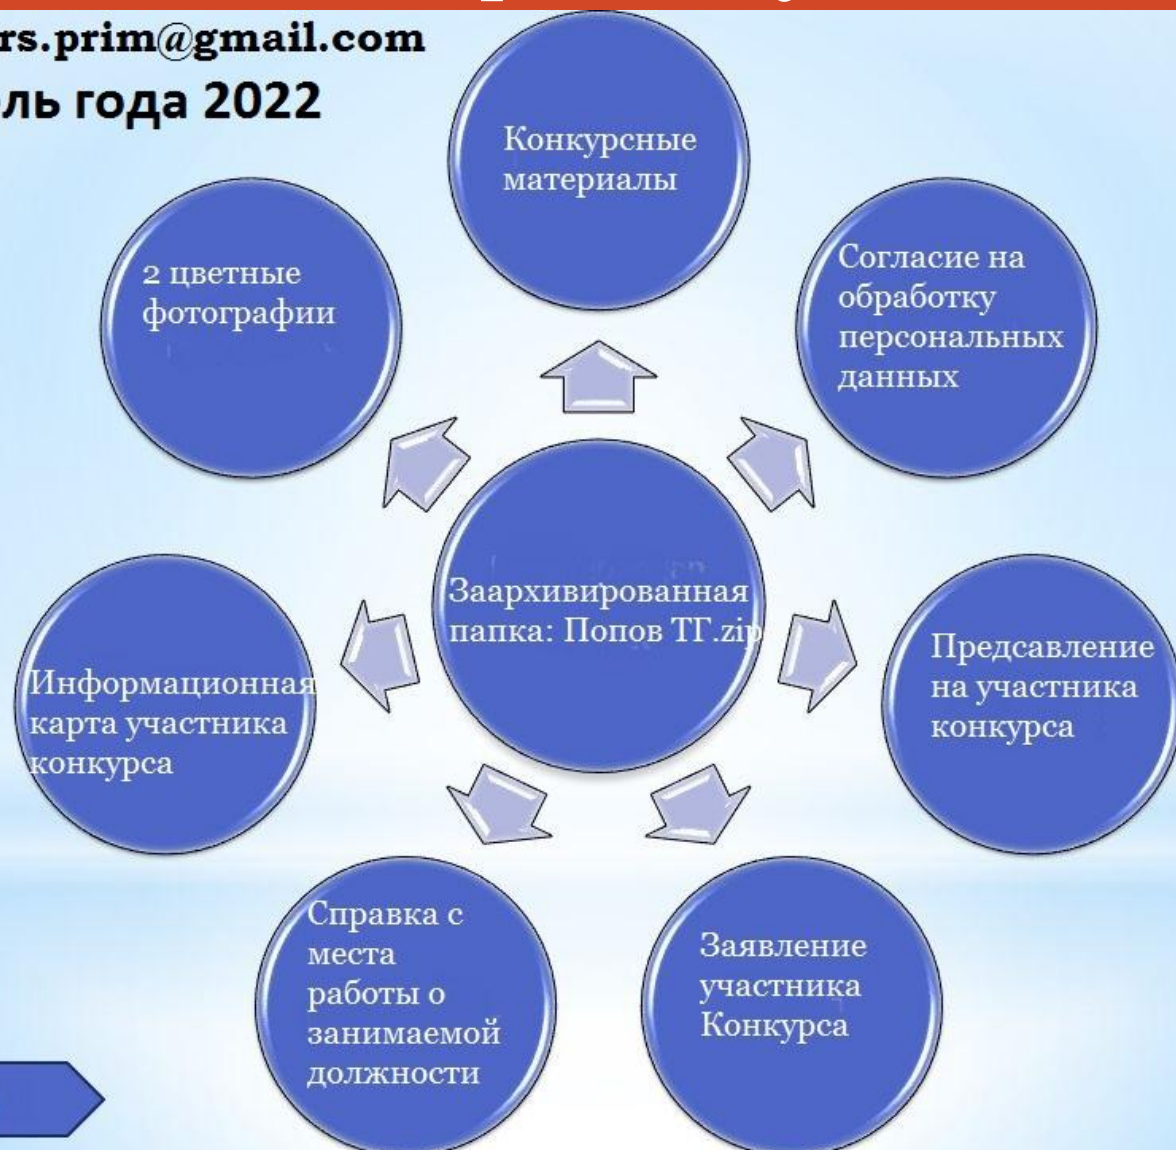 rs.prim@gmail.com
ль года 2022
Конкурсные
материалы
Согласие на
обработку
персональных
данных
Предсавление
на участника
конкурса
Заявление
участника
Конкурса
Справка с
места
работы о
занимаемой
должности
Информационная
карта участника
конкурса
2 цветные
фотографии
Заархивированная
папка: Попов ТГ.zip